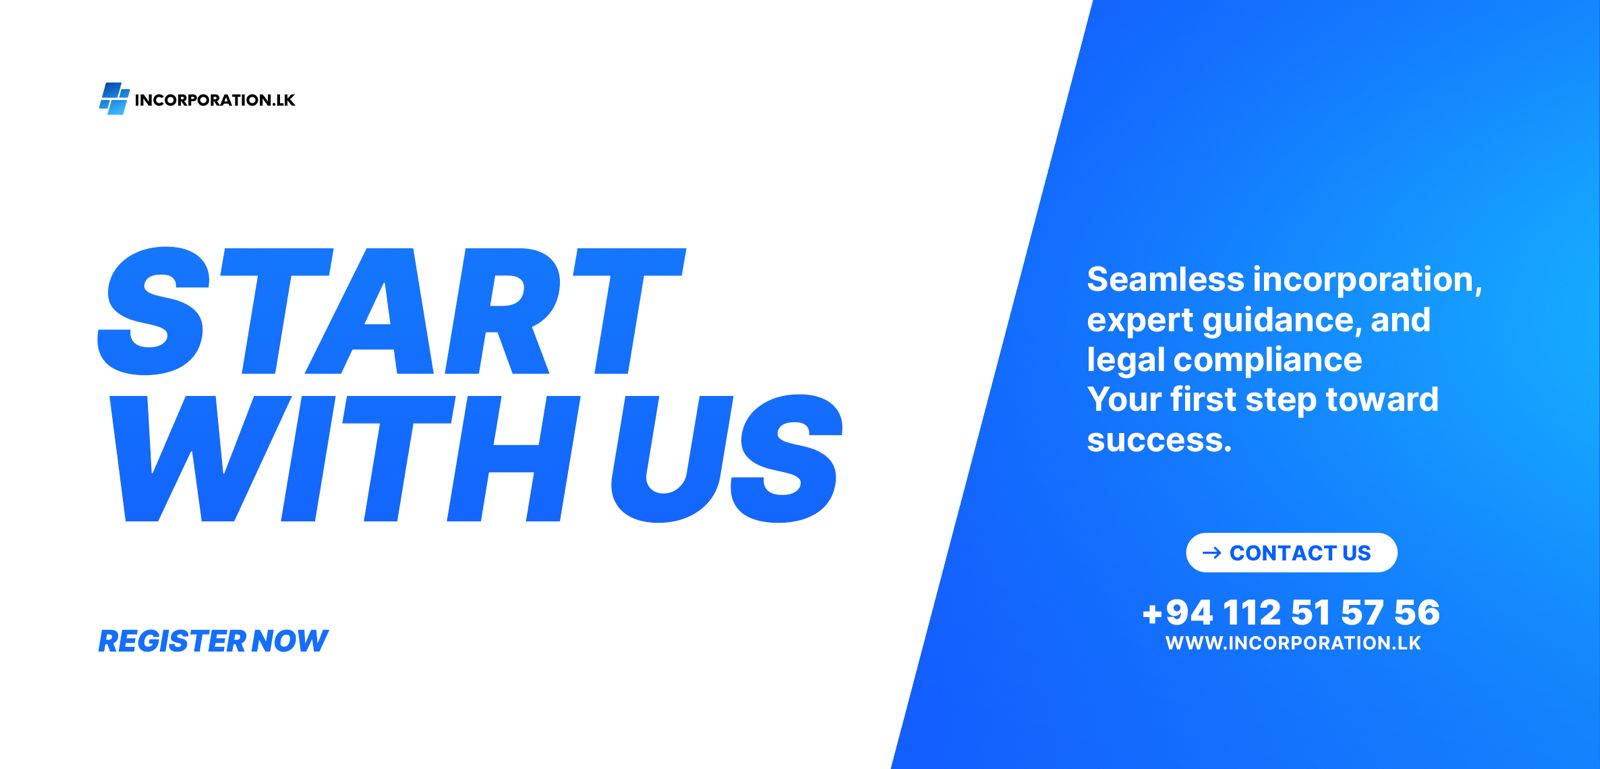 INCORPORATION.LK
START
WITH US
REGISTER NOW
Seamless incorporation,
expert guidance, and
legal compliance
Your first step toward
success.
→ CONTACT US
+94 112 51 57 56
WWW.INCORPORATION.LK